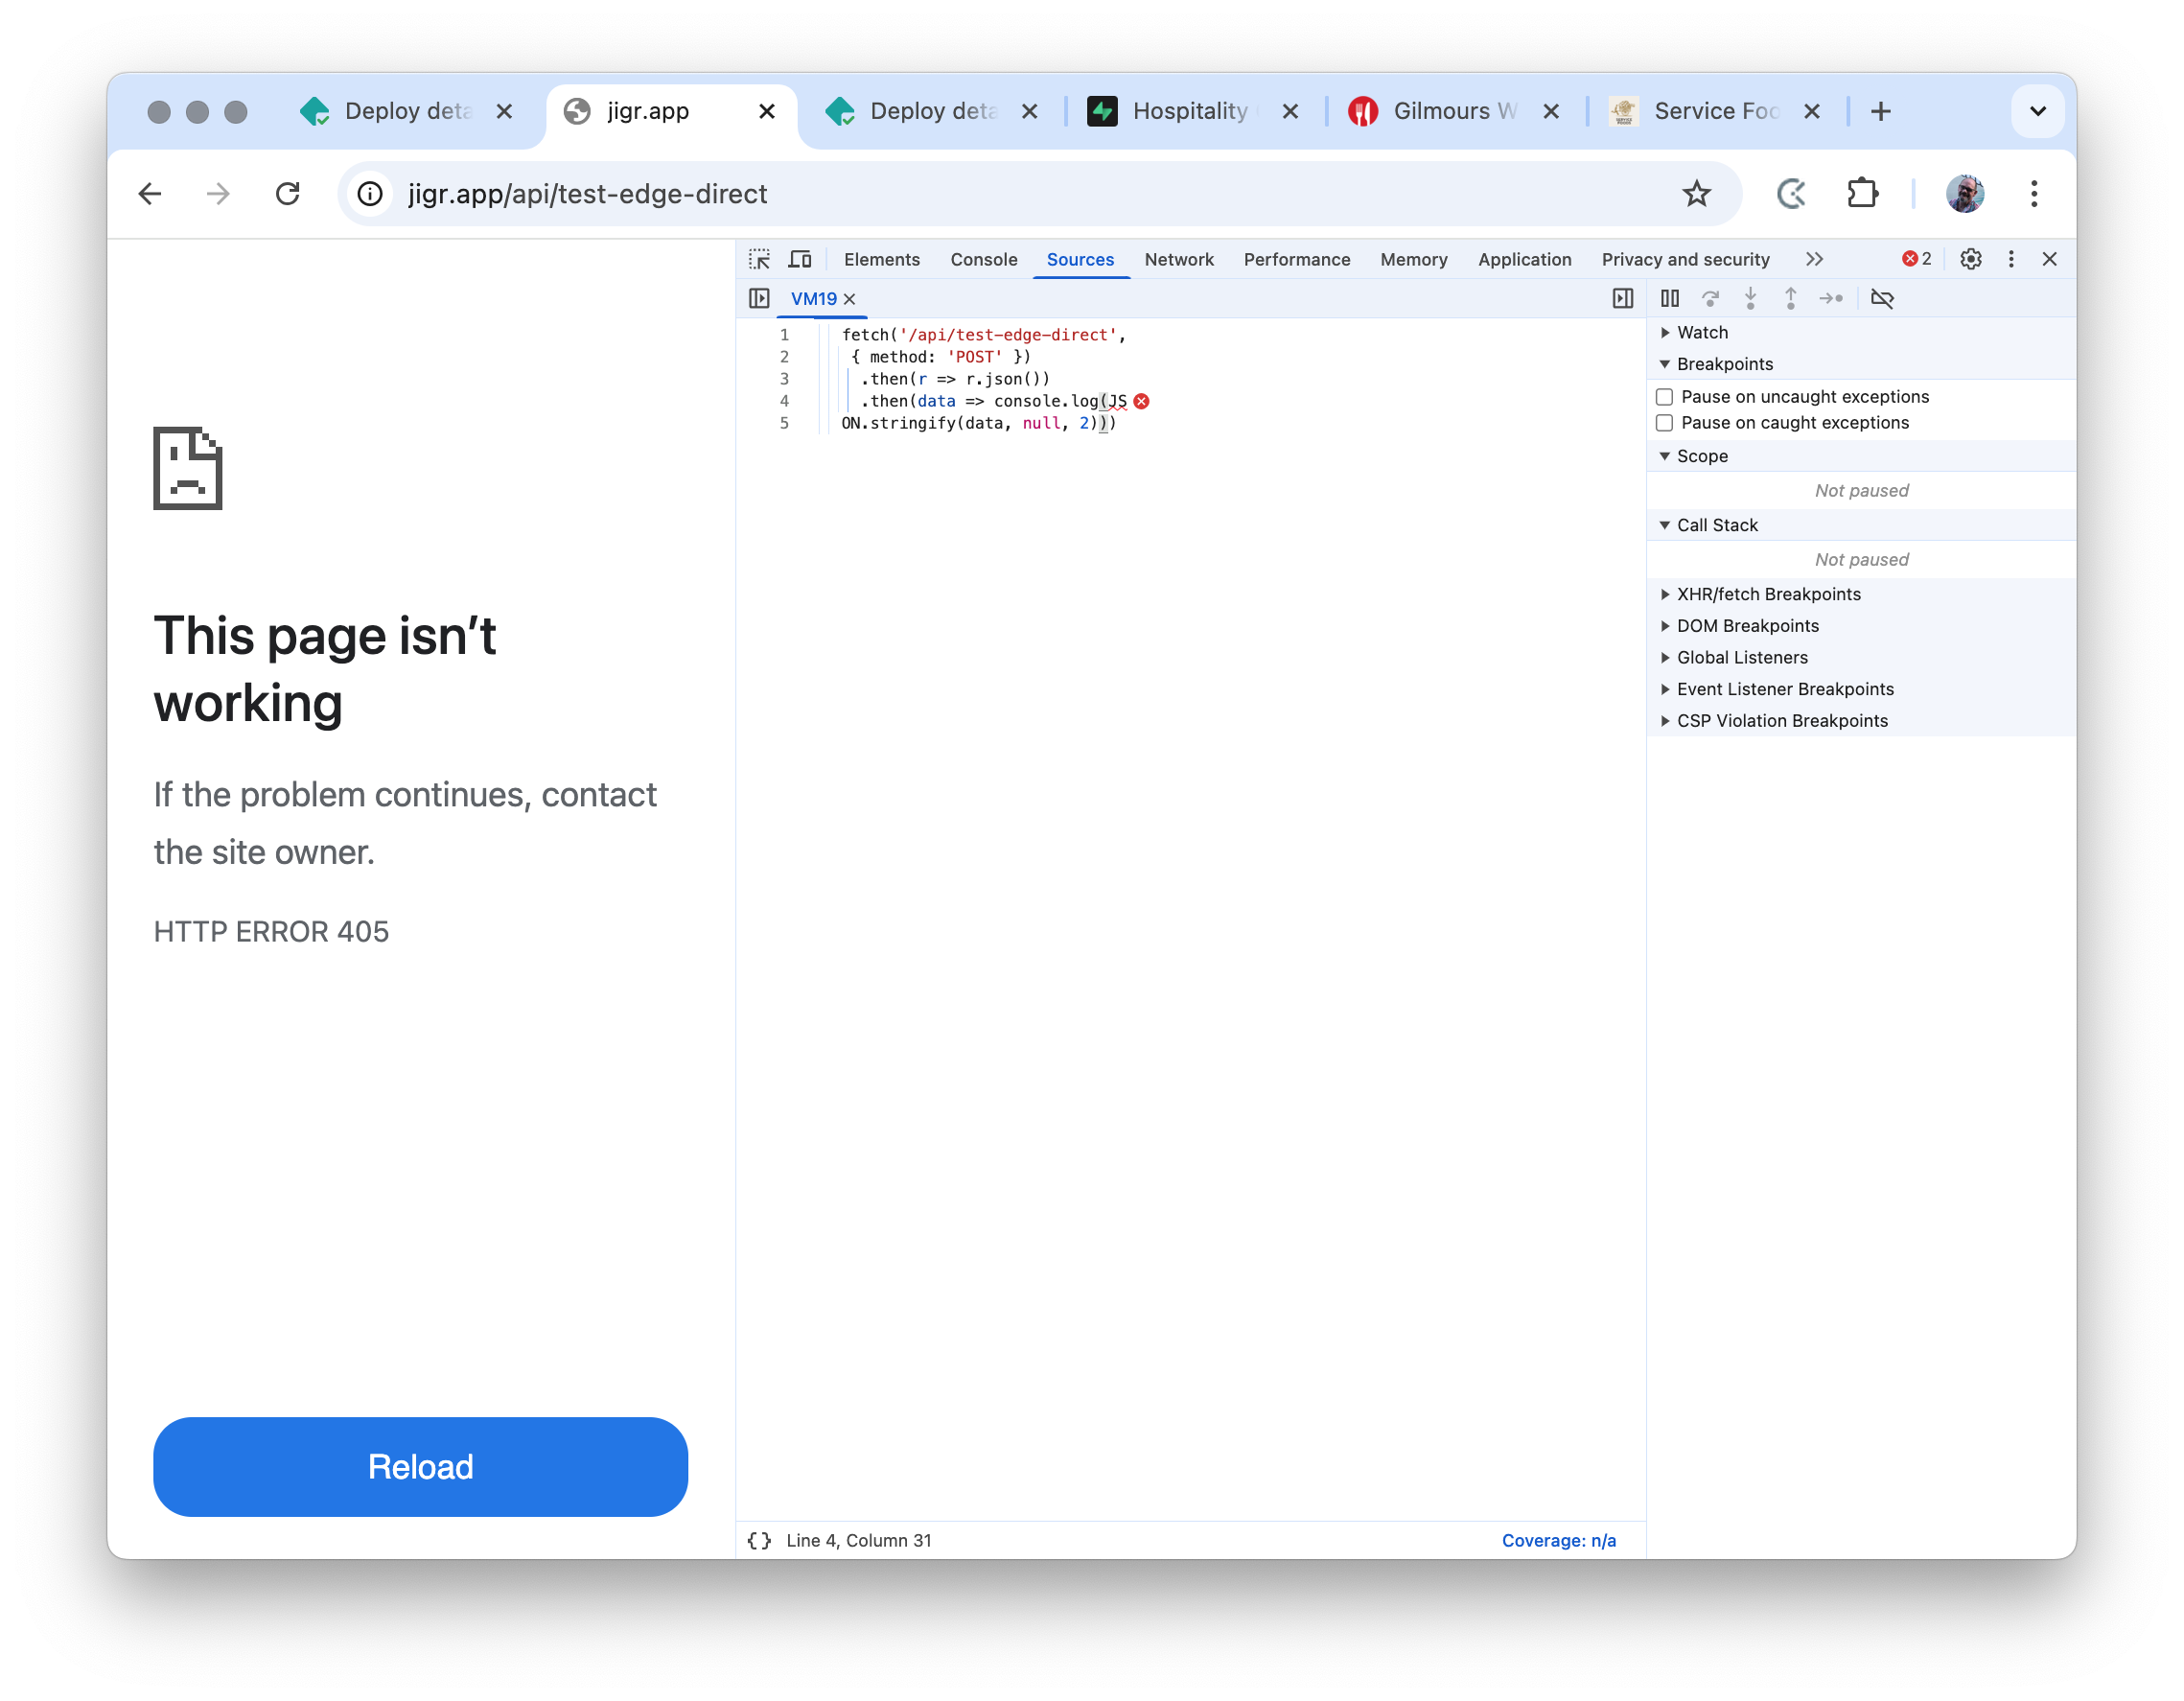 Deploy deta
jigr.app
Deploy deta
Hospitality
Gilmours W
Service Foo
jigr.app/api/test-edge-direct
Elements
Console
Sources
Network
Performance
Memory
Application
Privacy and security
2
VM19
1 fetch('/api/test-edge-direct',
2 { method: 'POST' })
3 .then(r => r.json())
4 .then(data => console.log(JS
5 ON.stringify(data, null, 2)))
Line 4, Column 31
Coverage: n/a
Watch
Breakpoints
Pause on uncaught exceptions
Pause on caught exceptions
Scope
Not paused
Call Stack
Not paused
XHR/fetch Breakpoints
DOM Breakpoints
Global Listeners
Event Listener Breakpoints
CSP Violation Breakpoints
This page isn’t
working
If the problem continues, contact
the site owner.
HTTP ERROR 405
Reload